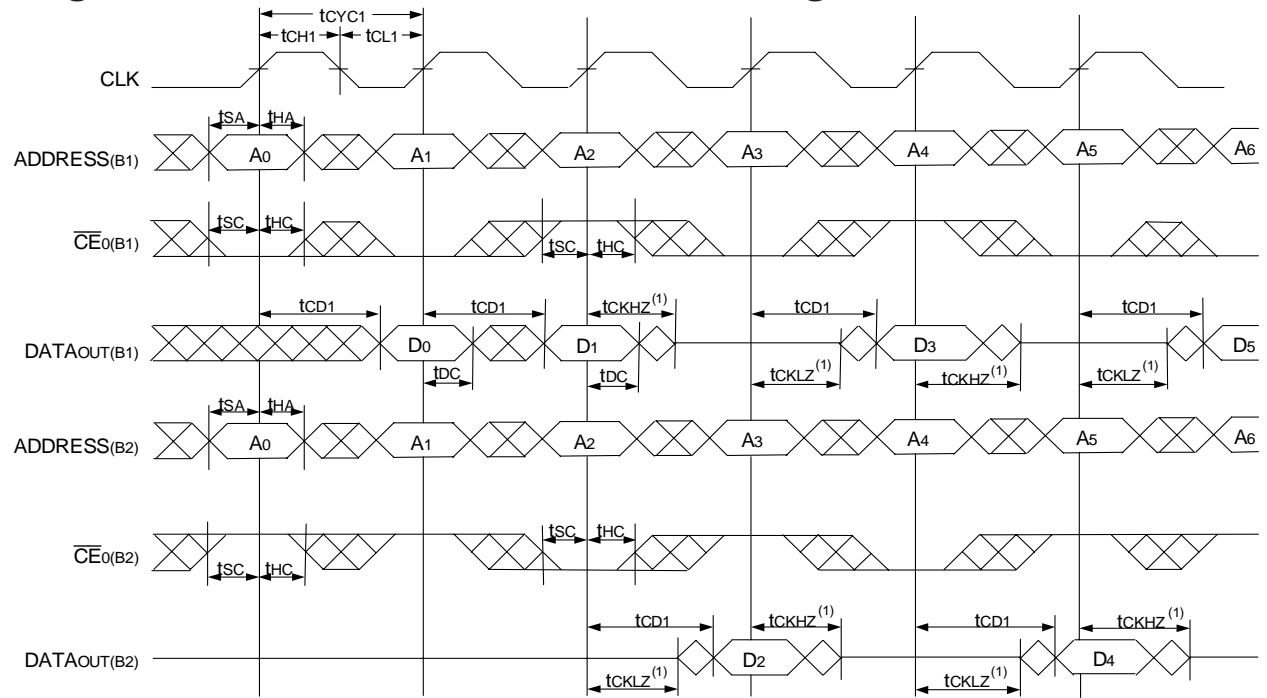 tCYC1
tCH1 tCL1
CLK
tSA tHA
ADDRESS(B1) A0 A1 A2 A3 A4 A5 A6
tSC tHC
CE0(B1) tSC tHC
tCD1 tCD1 tCKHZ(1) tCD1 tCD1
DATAOUT(B1) D0 D1 D3 D5
tDC tDC tCKLZ(1) tCKHZ(1) tCKLZ(1)
tSA tHA
ADDRESS(B2) A0 A1 A2 A3 A4 A5 A6
tSC tHC
CE0(B2)
tSC tHC
tCD1 tCKHZ(1) tCD1 tCKHZ(1)
DATAOUT(B2) D2 D4
tCKLZ(1) tCKLZ(1)